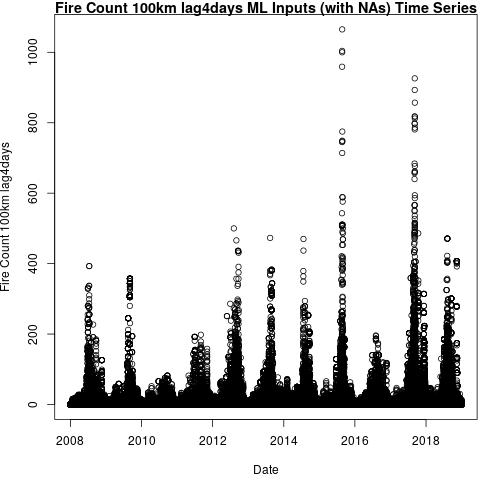 Fire Count 100km lag4days ML Inputs (with NAs) Time Series
Fire Count 100km lag4days
1000
800
600
400
200
0
2008 2010 2012 2014 2016 2018
Date